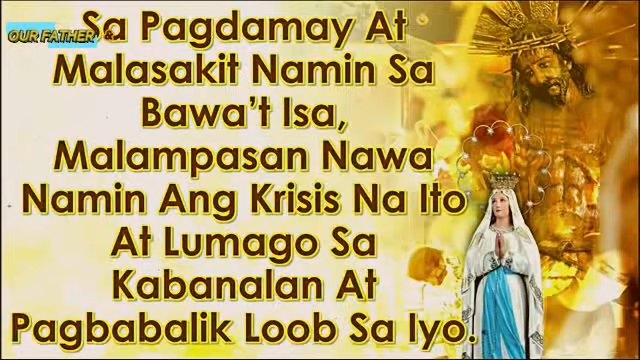 OUR FATHER &
Sa Pagdamay At
Malasakit Namin Sa
Bawa't Isa,
Malampasan Nawa
Namin Ang Krisis Na Ito
At Lumago Sa
Kabanalan At
Pagbabalik Loob Sa Iyo.